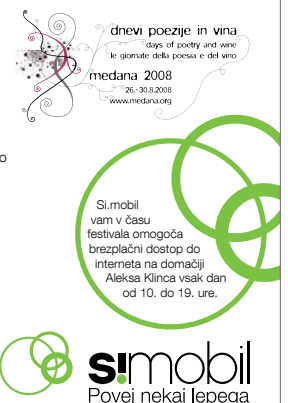 dnevi poezije in vina
days of poetry and wine
le giornate della poesia e del vino
medana 2008
26.-30.8.2008
www.medana.org
o
Si.mobil
vam v času
festivala omogoča
brezplačni dostop do
interneta na domačiji
Aleksa Klinca vsak dan
od 10. do 19. ure.
s!mobil
Povej nekaj lepega